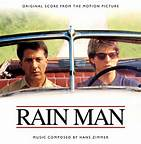 ORIGINAL SCORE FROM THE MOTION PICTURE
RAIN MAN
MUSIC COMPOSED BY HANS ZIMMER